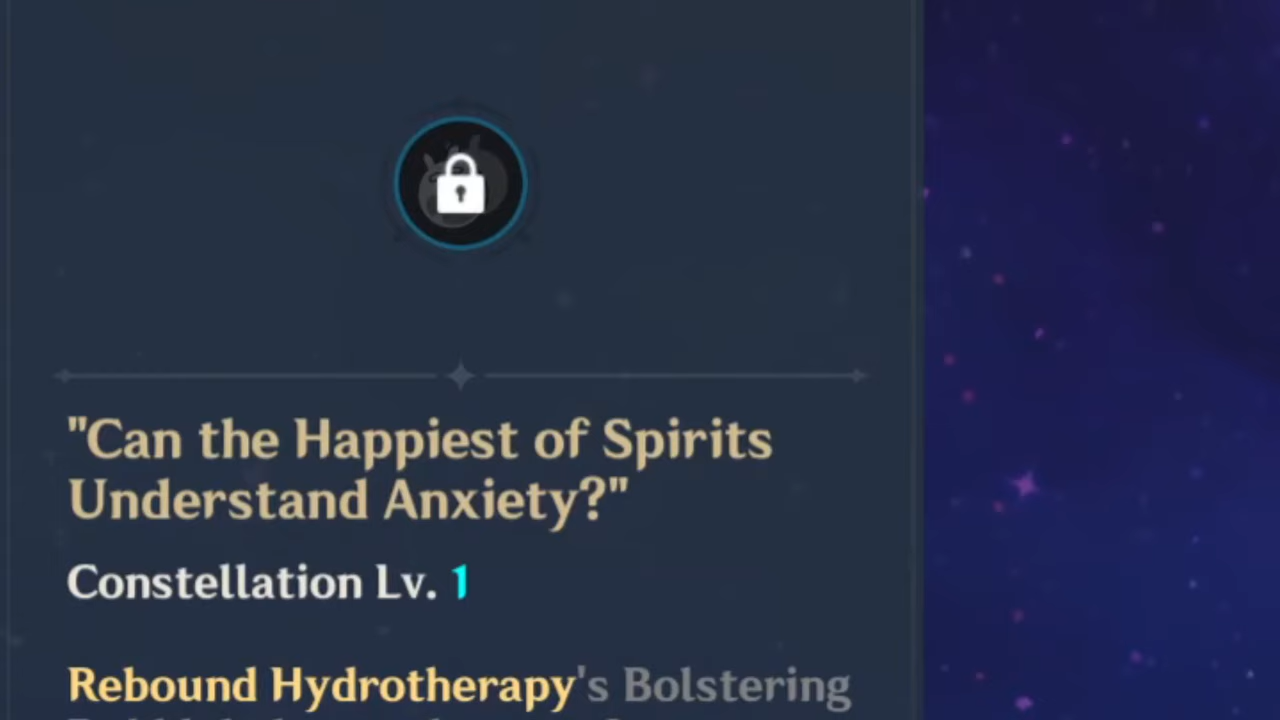 "Can the Happiest of Spirits
Understand Anxiety?"
Constellation Lv. 1
Rebound Hydrotherapy's Bolstering